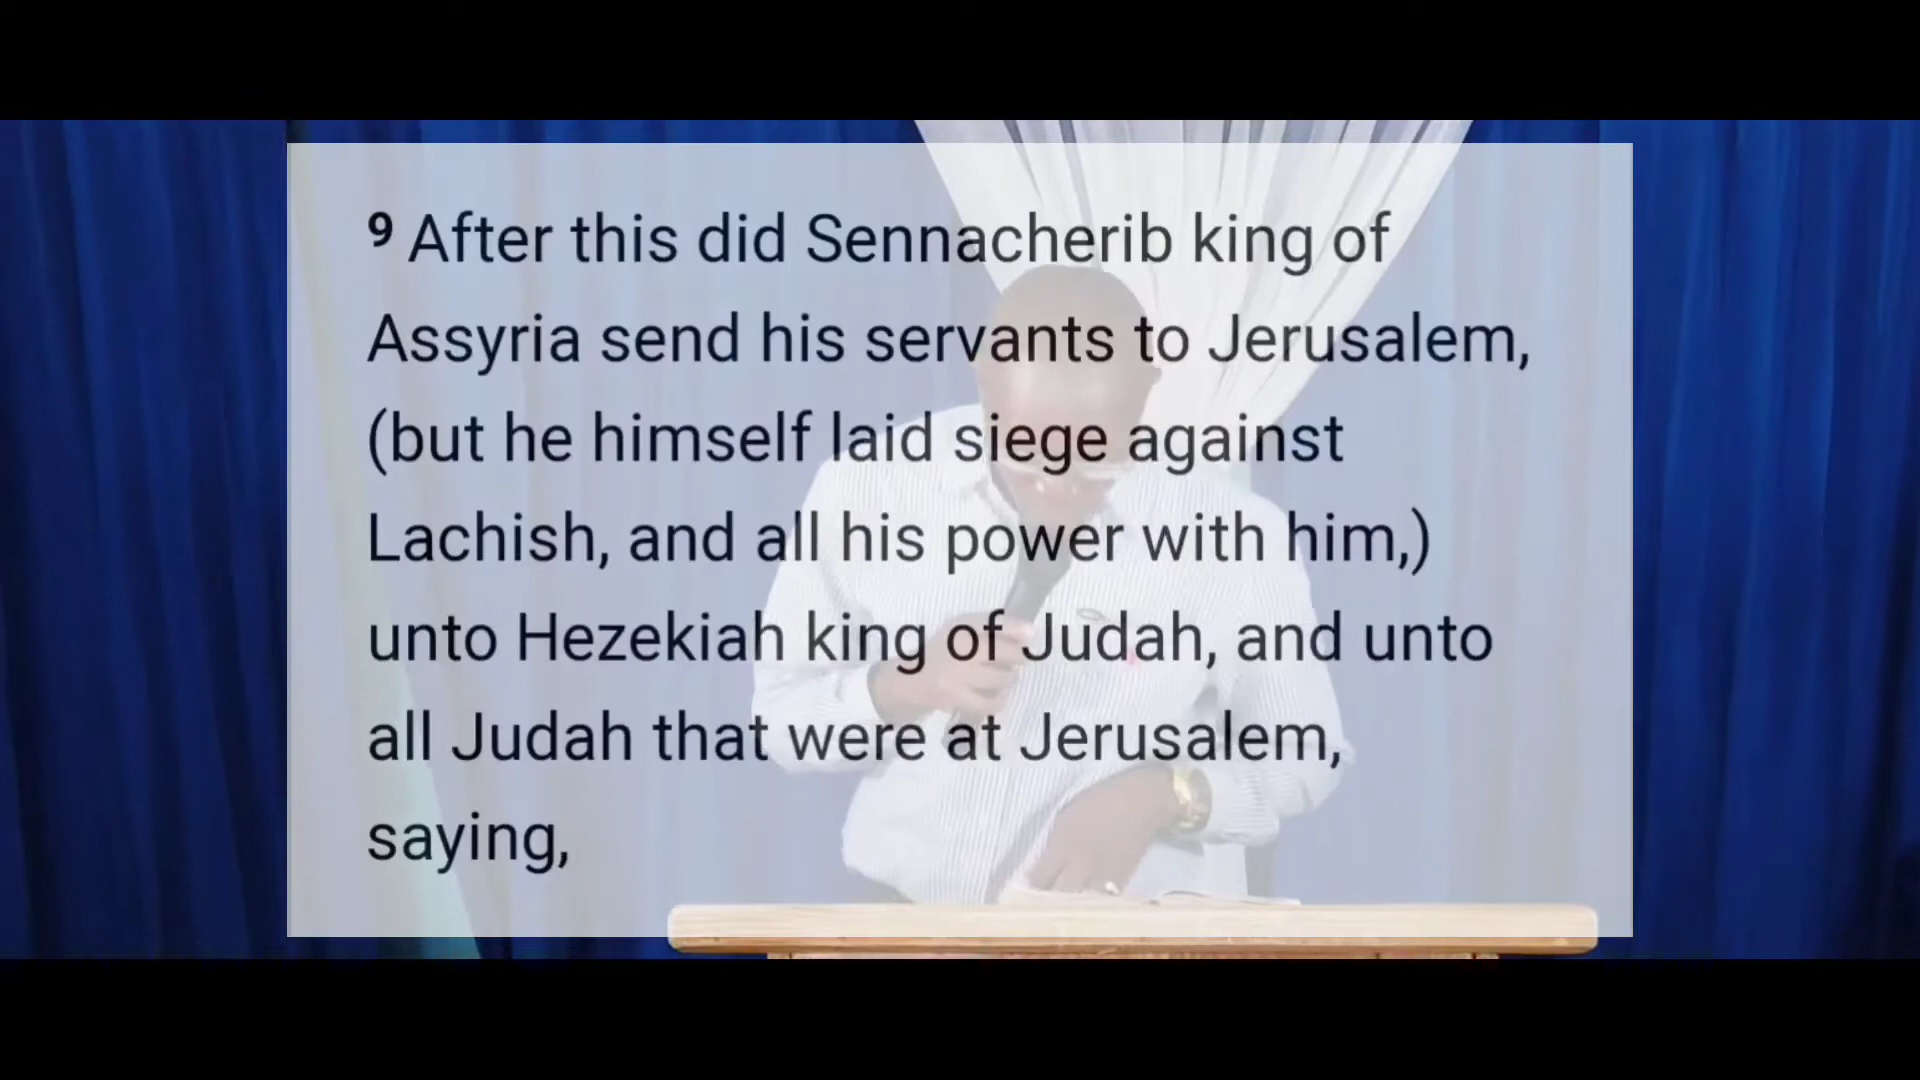 9 After this did Sennacherib king of
Assyria send his servants to Jerusalem,
(but he himself laid siege against
Lachish, and all his power with him,)
unto Hezekiah king of Judah, and unto
all Judah that were at Jerusalem,
saying,